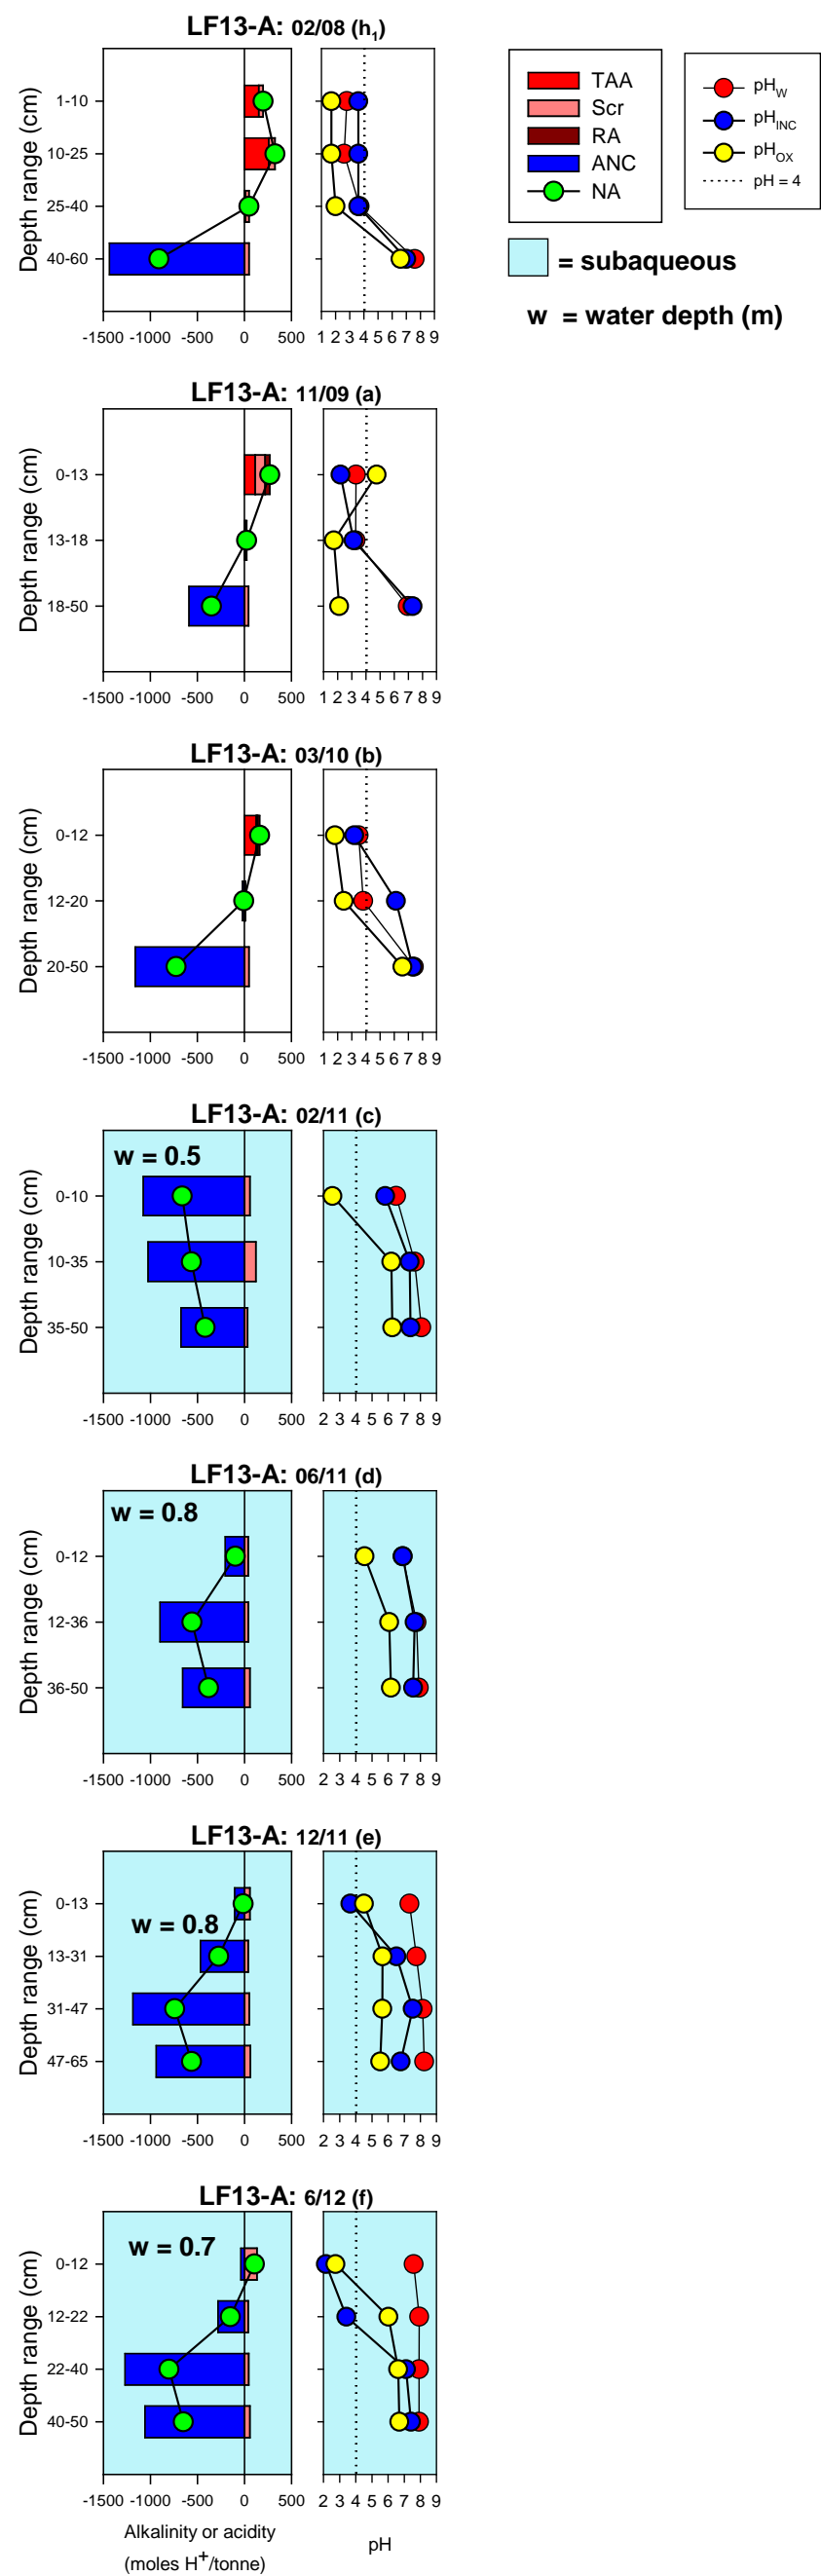 LF13-A: 02/08 (h1)
Depth range (cm)
1-10
10-25
25-40
40-60
-1500 -1000 -500 0 500
1 2 3 4 5 6 7 8 9
TAA
Scr
RA
ANC
NA
pHW
pHINC
pHOX
pH = 4
= subaqueous
w = water depth (m)
LF13-A: 11/09 (a)
Depth range (cm)
0-13
13-18
18-50
-1500 -1000 -500 0 500
1 2 3 4 5 6 7 8 9
LF13-A: 03/10 (b)
Depth range (cm)
0-12
12-20
20-50
-1500 -1000 -500 0 500
1 2 3 4 5 6 7 8 9
LF13-A: 02/11 (c)
w = 0.5
Depth range (cm)
0-10
10-35
35-50
-1500 -1000 -500 0 500
2 3 4 5 6 7 8 9
LF13-A: 06/11 (d)
w = 0.8
Depth range (cm)
0-12
12-36
36-50
-1500 -1000 -500 0 500
2 3 4 5 6 7 8 9
LF13-A: 12/11 (e)
w = 0.8
Depth range (cm)
0-13
13-31
31-47
47-65
-1500 -1000 -500 0 500
2 3 4 5 6 7 8 9
LF13-A: 6/12 (f)
w = 0.7
Depth range (cm)
0-12
12-22
22-40
40-50
-1500 -1000 -500 0 500
2 3 4 5 6 7 8 9
Alkalinity or acidity
(moles H+/tonne)
pH